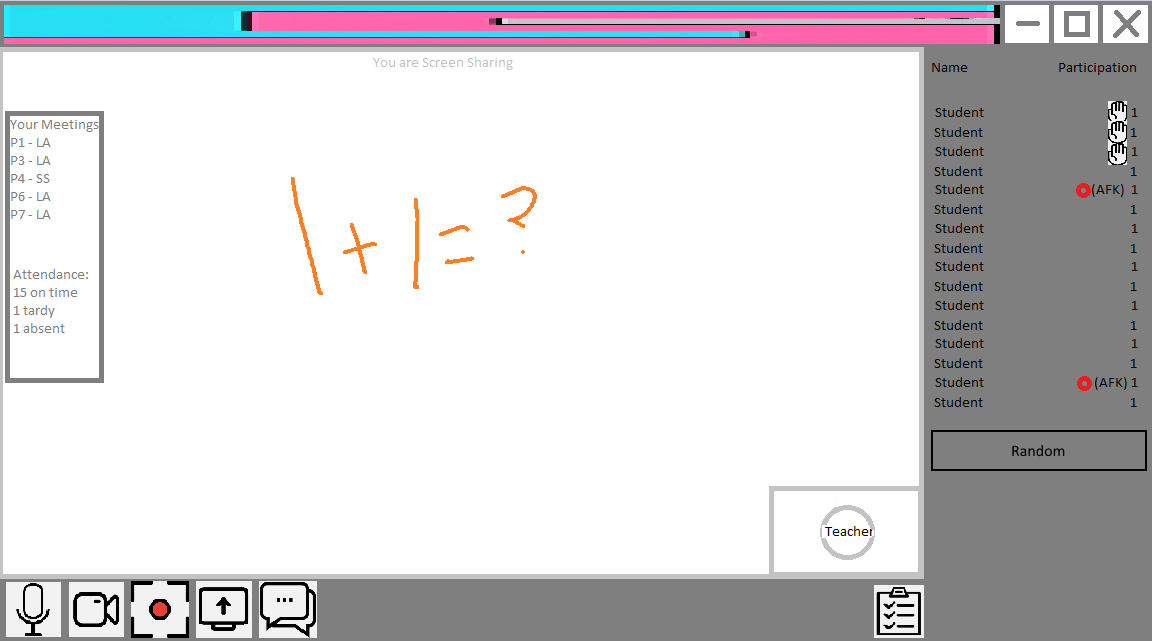 You are Screen Sharing
Your Meetings
P1 - LA
P3 - LA
P4 - SS
P6 - LA
P7 - LA
Attendance:
15 on time
1 tardy
1 absent
1 + 1 = ?
Teacher
Name Participation
Student 1
Student 1
Student 1
Student 1
Student (AFK) 1
Student 1
Student 1
Student 1
Student 1
Student 1
Student 1
Student 1
Student 1
Student 1
Student (AFK) 1
Student 1
Random